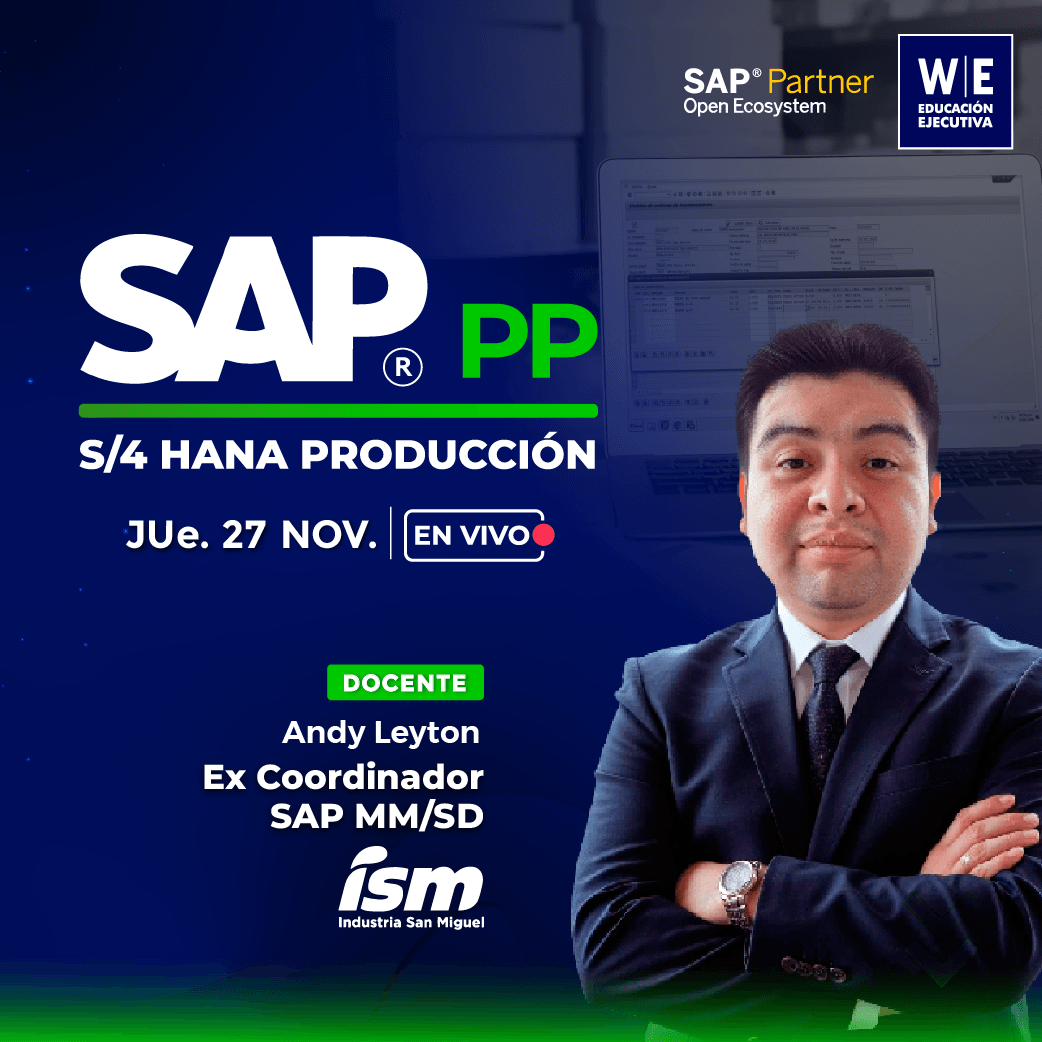 SAP® Partner
Open Ecosystem
W|E
EDUCACIÓN
EJECUTIVA
SAP® PP
S/4 HANA PRODUCCIÓN
JUe. 27 NOV. | EN VIVO
DOCENTE
Andy Leyton
Ex Coordinador
SAP MM/SD
ism
Industria San Miguel